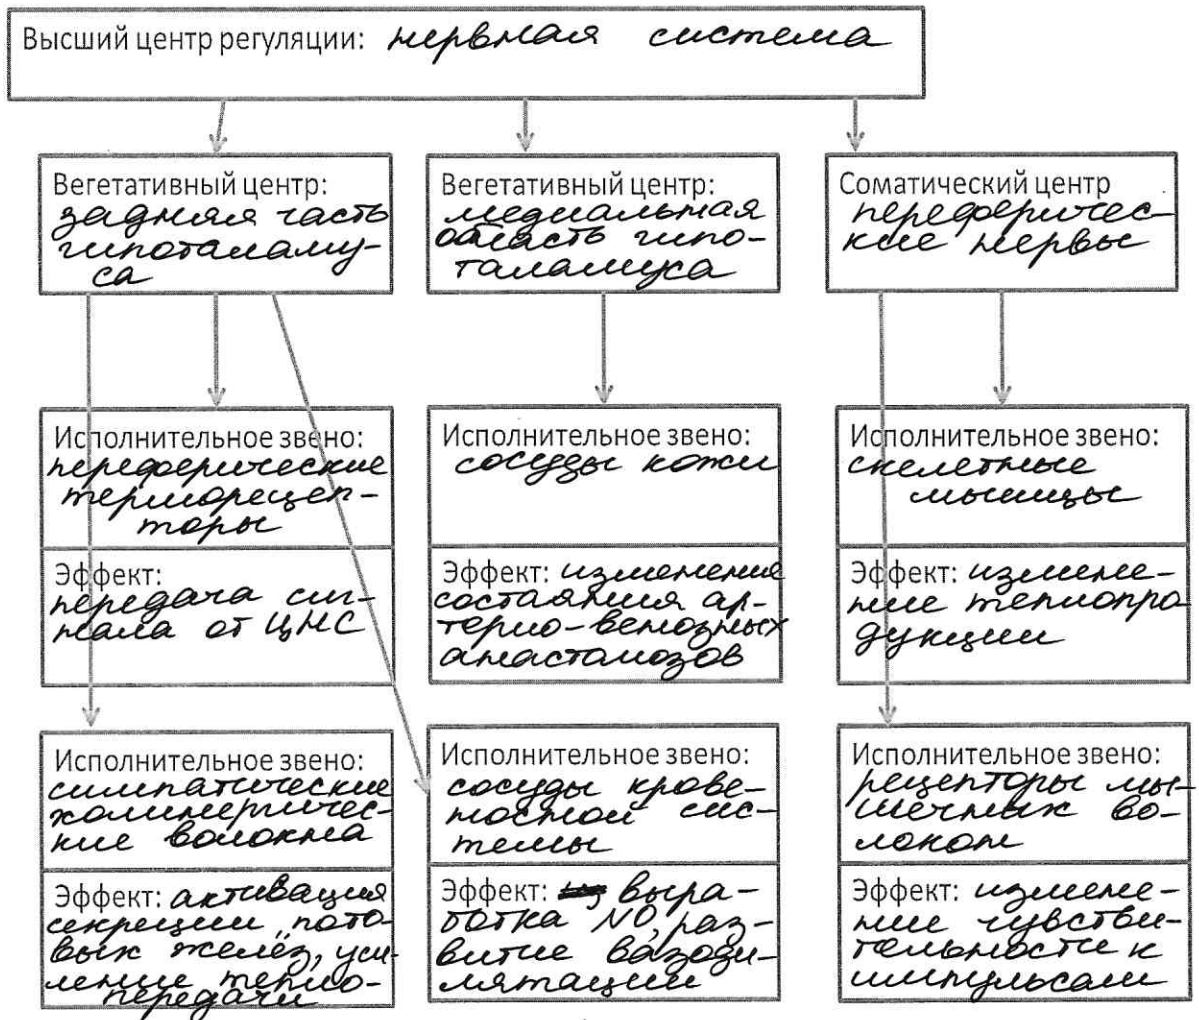 Высший центр регуляции: нервная система
Вегетативный центр:
задняя часть
гипоталаму-
са
Вегетативный центр:
медиальная
область гипо-
таламуса
Соматический центр
переферичес-
кие нервы
Исполнительное звено:
переферические
терморецеп-
торы
Эффект:
передача сиг-
нала от ЦНС
Исполнительное звено:
сосуды кожи
Эффект: изменение
состояния ар-
терио-венозных
анастомозов
Исполнительное звено:
скелетные
мышцы
Эффект: измене-
ние теплопро
дукции
Исполнительное звено:
симпатические
холинергичес-
кие волокна
Эффект: активация
секреции пото-
вых желёз, уси-
ление тепло-
передачи
Исполнительное звено:
сосуды крове-
носной сис-
темы
Эффект: выра-
ботка NO, раз-
витие вазоди-
лятации
Исполнительное звено:
рецепторы мы-
шечных во-
локон
Эффект: измене-
ние чувстви-
тельности к
импульсам